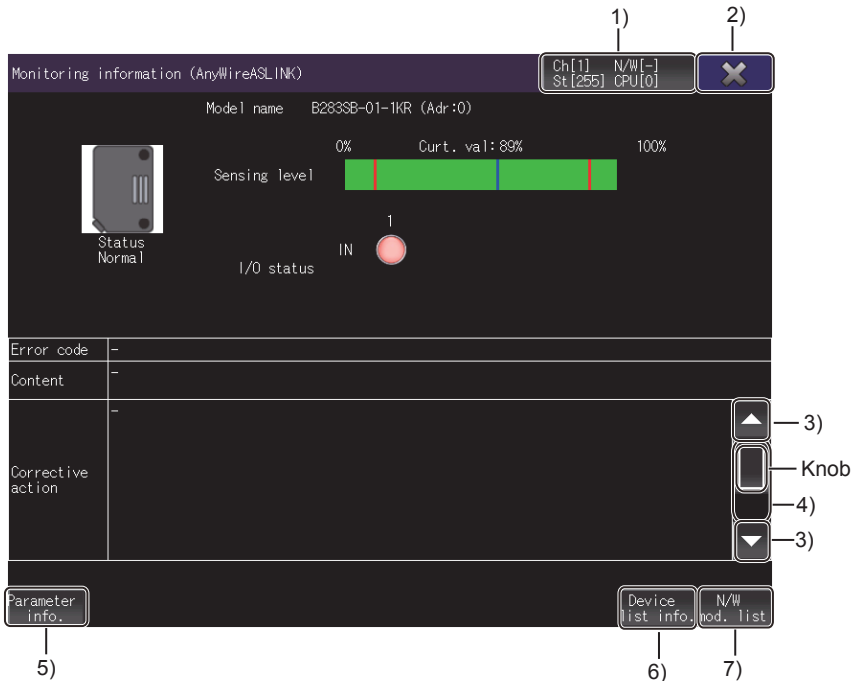 1)
2)
Monitoring information (AnyWireASLINK)
Ch[1] N/W[-]
St[255] CPU[0]
Model name B283SB-01-1KR (Adr:0)
0% Curt. val:89% 100%
Sensing level
Status
Normal
1
IN
I/O status
Error code -
Content -
Corrective
action
-
3)
Knob
4)
3)
Parameter
info.
Device
list info.
N/W
mod. list
5)
6)
7)